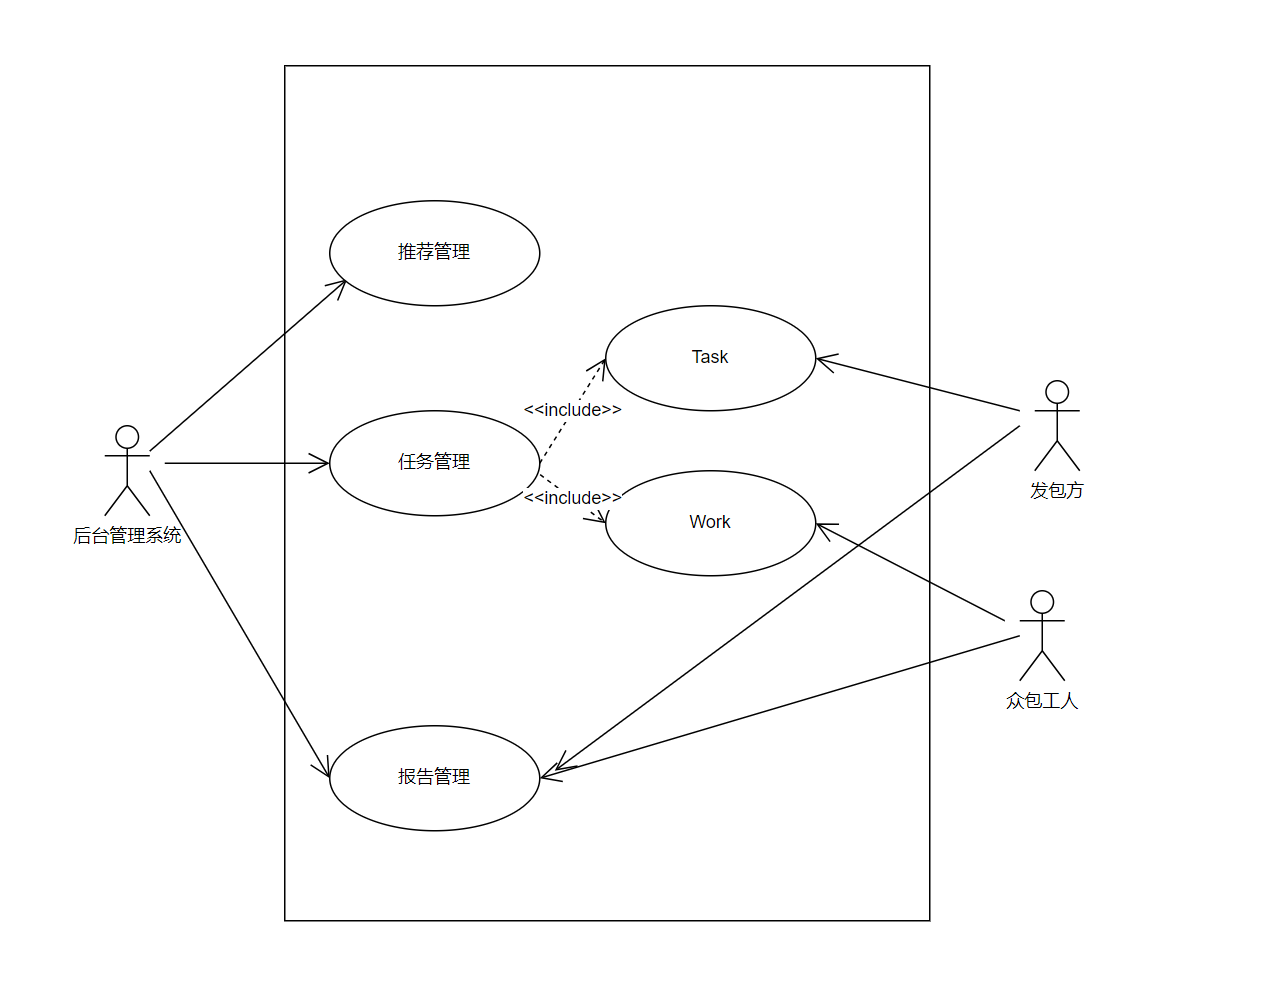 推荐管理
Task
<<include>>
任务管理
发包方
<<include>>
Work
后台管理系统
众包工人
报告管理